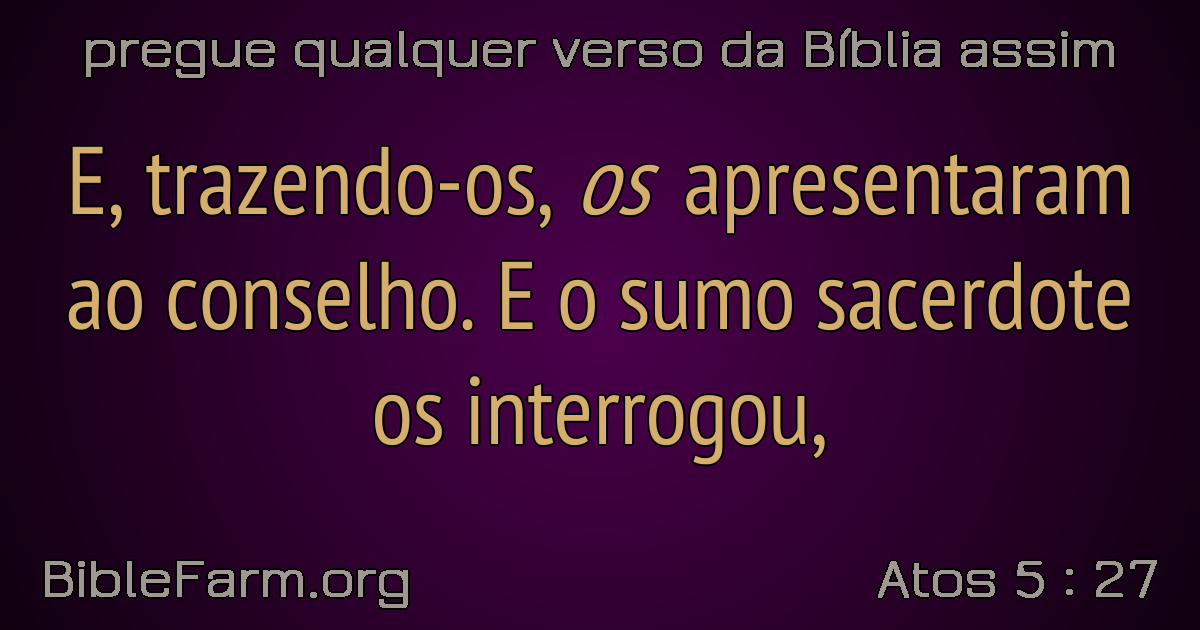 pregue qualquer verso da Bíblia assim
E, trazendo-os, os apresentaram
ao conselho. E o sumo sacerdote
os interrogou,
BibleFarm.org
Atos 5 : 27